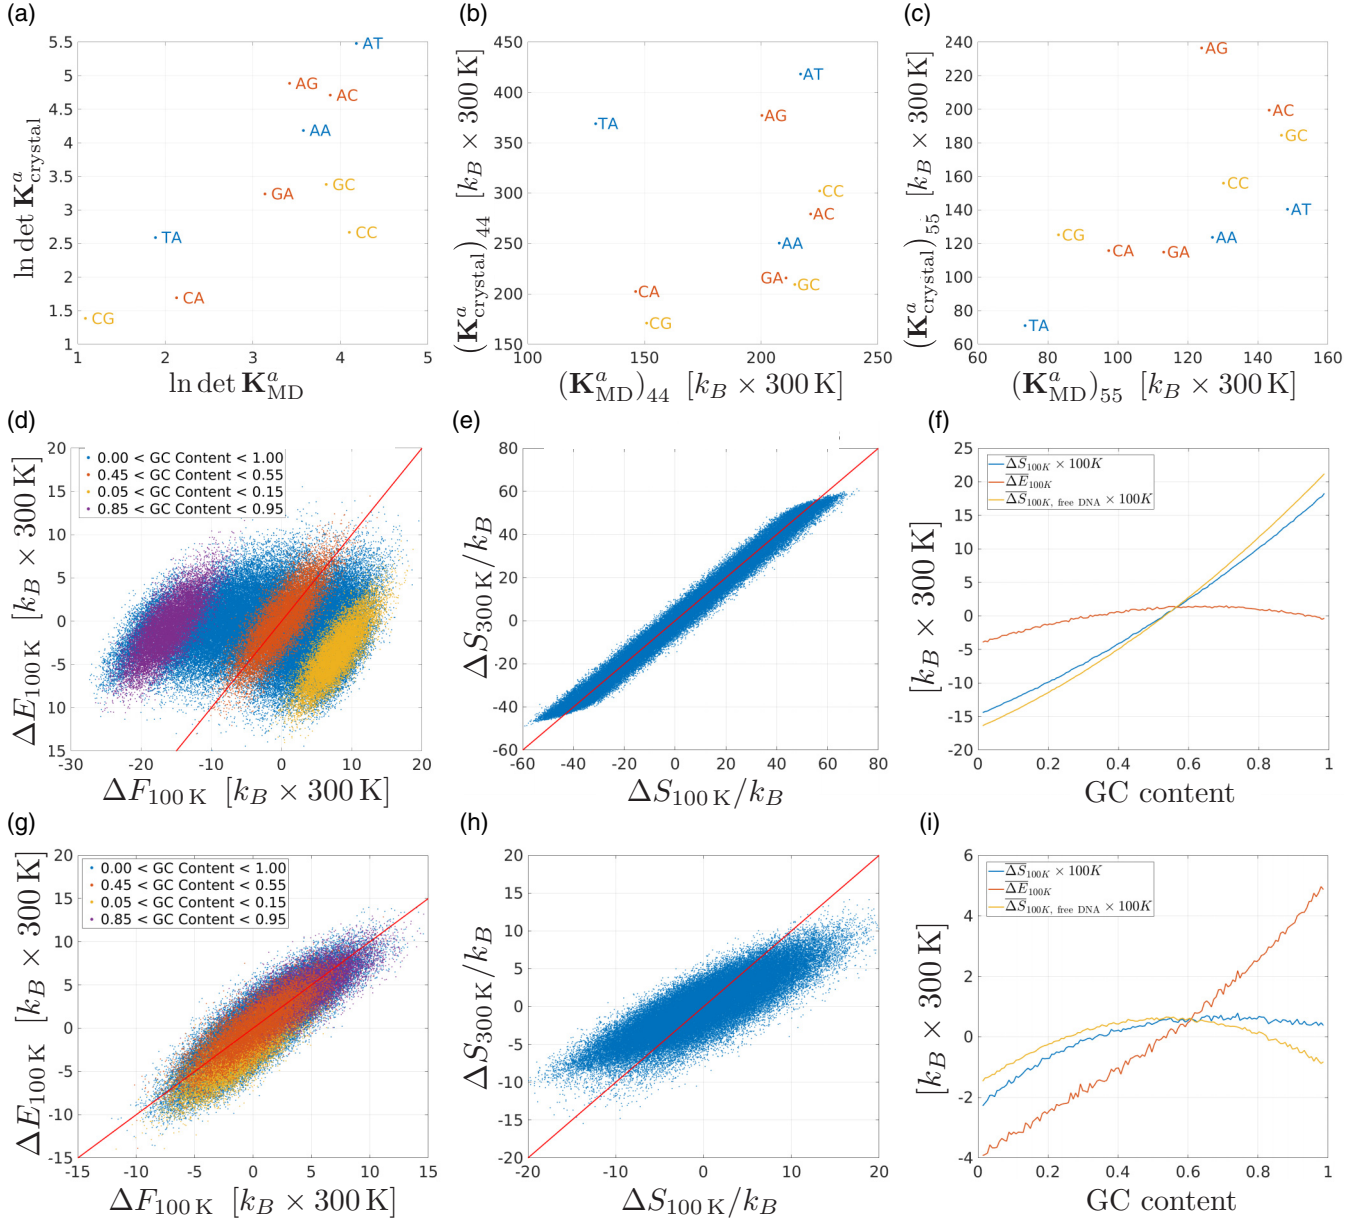 (a)
5.5
5
4.5
4
3.5
3
2.5
2
1.5
1
1
2
3
4
5
AT
AG
AC
AA
GC
GA
CC
TA
CA
CG
ln det K^a_crystal
ln det K^a_MD
(b)
450
400
350
300
250
200
150
100
150
200
250
AT
AG
TA
CC
AC
AA
GA
GC
CA
CG
(K^a_crystal)_44 [k_B × 300 K]
(K^a_MD)_44 [k_B × 300 K]
(c)
240
220
200
180
160
140
120
100
80
60
60
80
100
120
140
160
AG
AC
GC
CC
AT
CG
AA
CA
GA
TA
(K^a_crystal)_55 [k_B × 300 K]
(K^a_MD)_55 [k_B × 300 K]
(d)
20
15
10
5
0
-5
10
15
-30
-20
-10
0
10
20
0.00 < GC Content < 1.00
0.45 < GC Content < 0.55
0.05 < GC Content < 0.15
0.85 < GC Content < 0.95
ΔE_100 K [k_B × 300 K]
ΔF_100 K [k_B × 300 K]
(e)
80
60
40
20
0
-20
-40
-60
-60
-40
-20
0
20
40
60
80
ΔS_300 K/k_B
ΔS_100 K/k_B
(f)
25
20
15
10
5
0
-5
-10
-15
-20
0
0.2
0.4
0.6
0.8
1
ΔS_100K × 100K
ΔE_100K
ΔS_100K, free DNA × 100K
[k_B × 300 K]
GC content
(g)
20
15
10
5
0
-5
-10
-15
-15
-10
-5
0
5
10
15
0.00 < GC Content < 1.00
0.45 < GC Content < 0.55
0.05 < GC Content < 0.15
0.85 < GC Content < 0.95
ΔE_100 K [k_B × 300 K]
ΔF_100 K [k_B × 300 K]
(h)
20
15
10
5
0
-5
-10
-15
-20
-20
-10
0
10
20
ΔS_300 K/k_B
ΔS_100 K/k_B
(i)
6
4
2
0
-2
-4
0
0.2
0.4
0.6
0.8
1
ΔS_100K × 100K
ΔE_100K
ΔS_100K, free DNA × 100K
[k_B × 300 K]
GC content